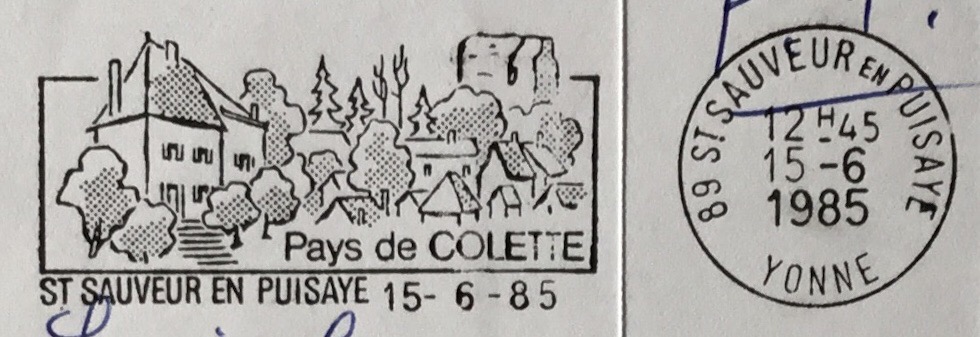 Pays de COLETTE
ST SAUVEUR EN PUISAYE 15-6-85
89 ST SAUVEUR EN PUISAYE
12 H 45
15 -6
1985
YONNE